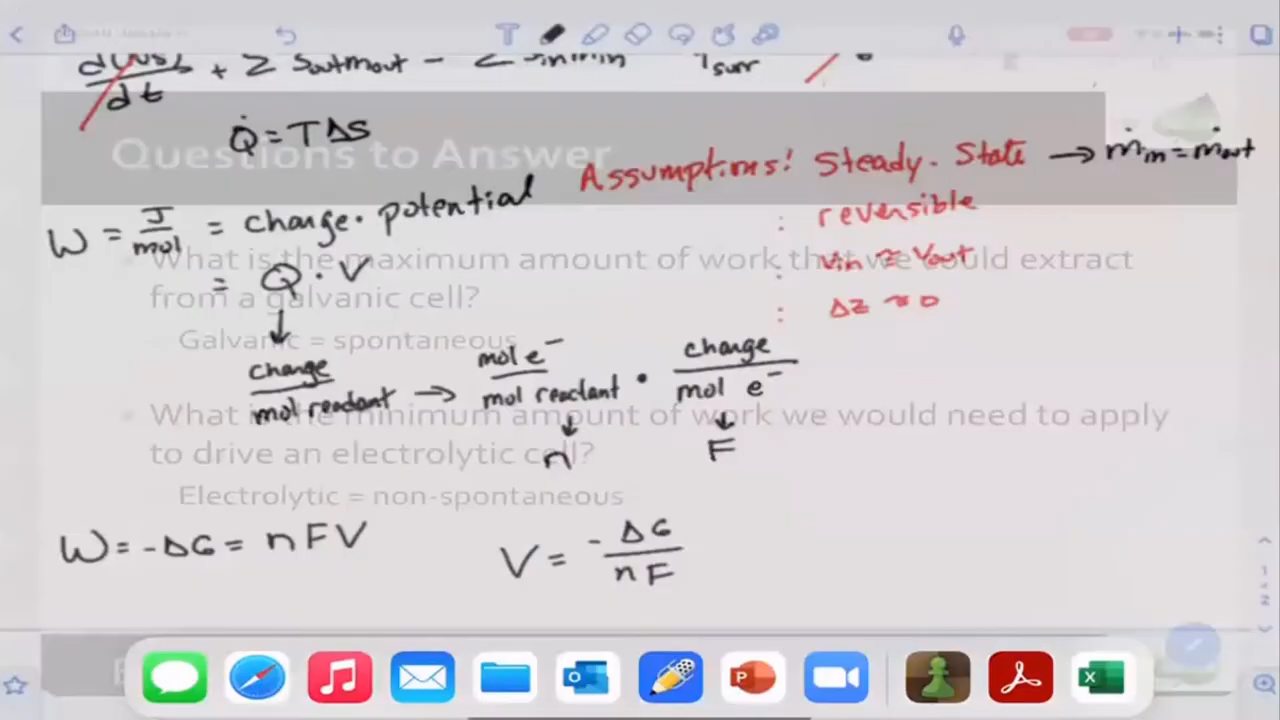 d(
dt
+ Σ Soutmout - Σ
Tsurr
Q̇ = TΔS
Questions to Answer
Assumptions: Steady-State → ṁin = ṁout
: reversible
: Vin ≈ Vout
: ΔZ ≈ 0
W = J/mol = charge · potential
= Q · V
What is the maximum amount of work that we could extract
from a galvanic cell?
Galvanic = spontaneous
charge/mol reactant → mol e⁻/mol reactant · charge/mol e⁻
n F
What is the minimum amount of work we would need to apply
to drive an electrolytic cell?
Electrolytic = non-spontaneous
W = -ΔG = nFV
V = -ΔG/nF